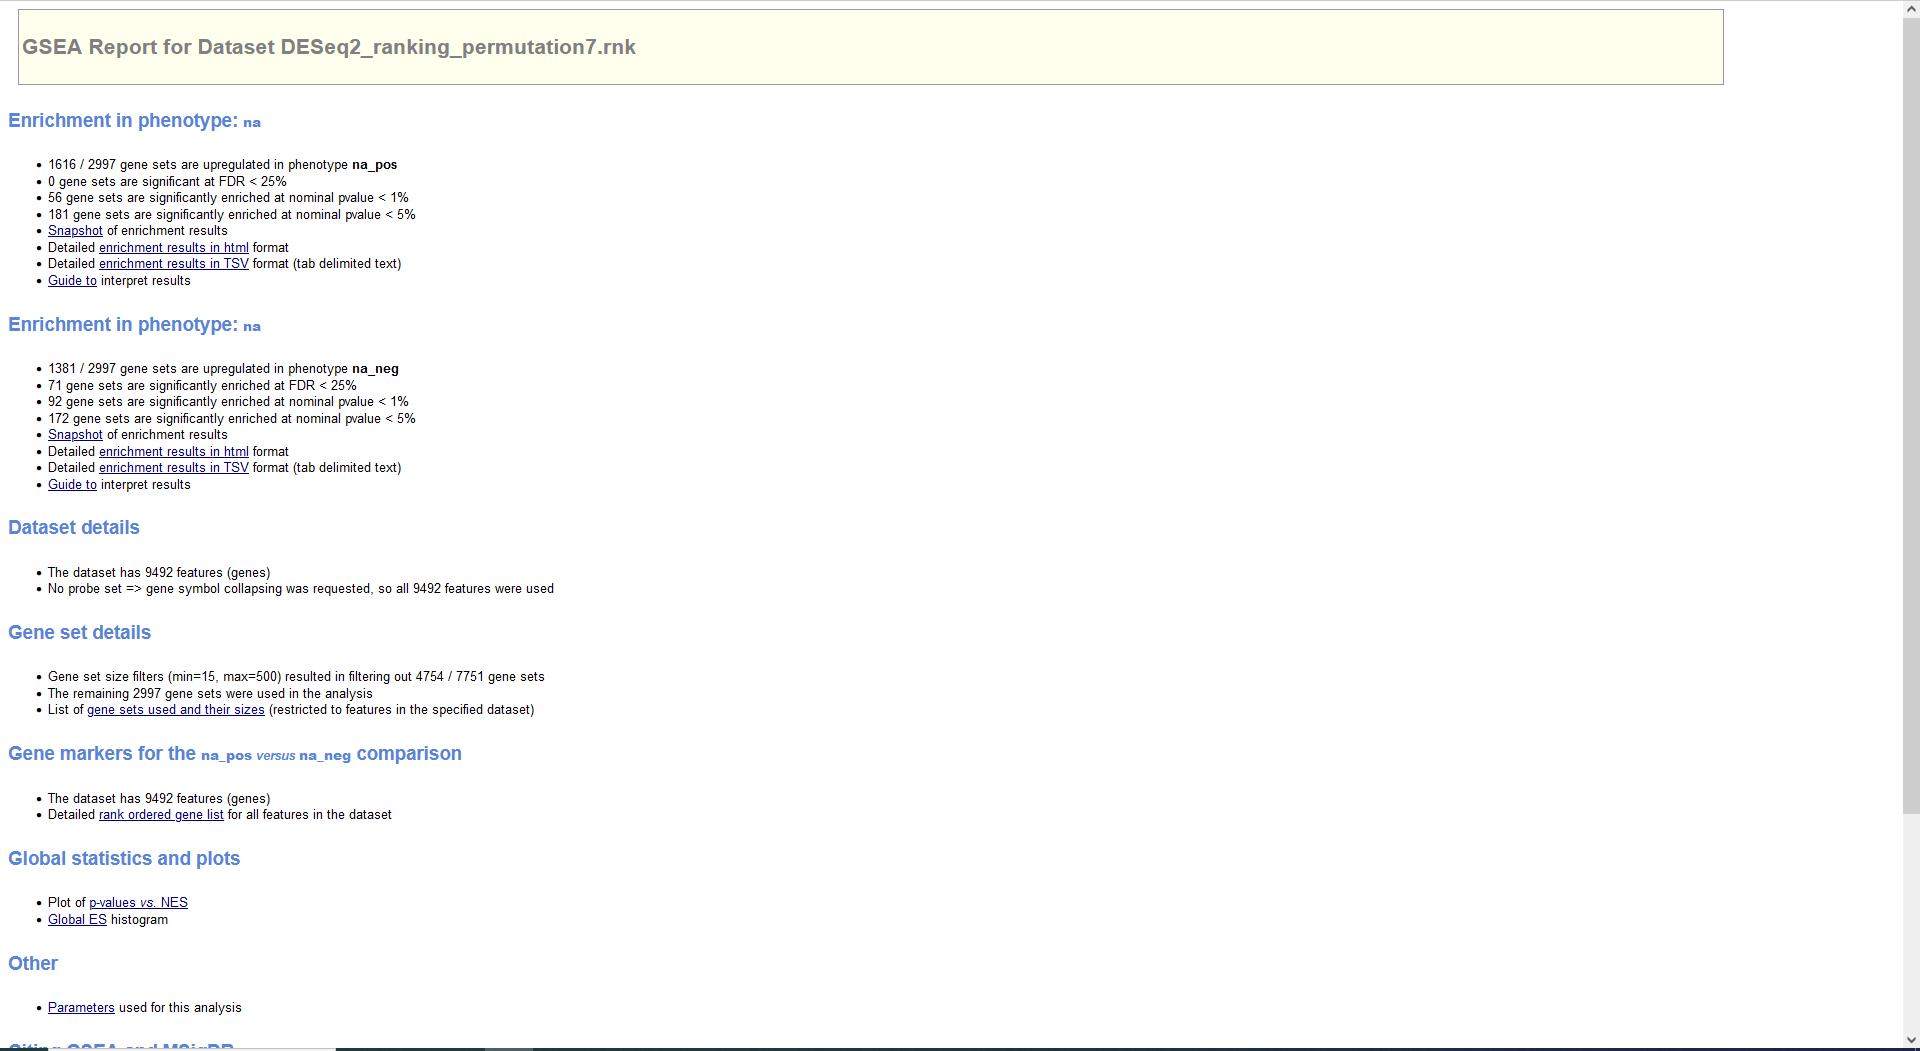 GSEA Report for Dataset DESeq2_ranking_permutation7.rnk
Enrichment in phenotype: na
• 1616 / 2997 gene sets are upregulated in phenotype na_pos
• 0 gene sets are significant at FDR < 25%
• 56 gene sets are significantly enriched at nominal pvalue < 1%
• 181 gene sets are significantly enriched at nominal pvalue < 5%
• Snapshot of enrichment results
• Detailed enrichment results in html format
• Detailed enrichment results in TSV format (tab delimited text)
• Guide to interpret results
Enrichment in phenotype: na
• 1381 / 2997 gene sets are upregulated in phenotype na_neg
• 71 gene sets are significantly enriched at FDR < 25%
• 92 gene sets are significantly enriched at nominal pvalue < 1%
• 172 gene sets are significantly enriched at nominal pvalue < 5%
• Snapshot of enrichment results
• Detailed enrichment results in html format
• Detailed enrichment results in TSV format (tab delimited text)
• Guide to interpret results
Dataset details
• The dataset has 9492 features (genes)
• No probe set => gene symbol collapsing was requested, so all 9492 features were used
Gene set details
• Gene set size filters (min=15, max=500) resulted in filtering out 4754 / 7751 gene sets
• The remaining 2997 gene sets were used in the analysis
• List of gene sets used and their sizes (restricted to features in the specified dataset)
Gene markers for the na_pos versus na_neg comparison
• The dataset has 9492 features (genes)
• Detailed rank ordered gene list for all features in the dataset
Global statistics and plots
• Plot of p-values vs. NES
• Global ES histogram
Other
• Parameters used for this analysis
Citing GSEA and MSigDB